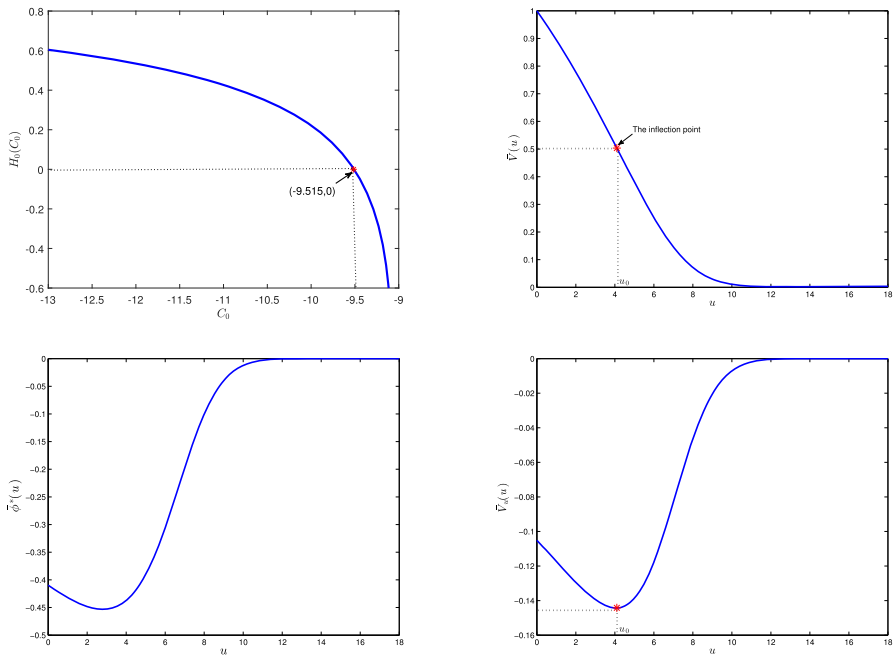 0.8
0.6
0.4
0.2
0
-0.2
-0.4
-0.6
H₀(C₀)
(-9.515,0)
-13 -12.5 -12 -11.5 -11 -10.5 -10 -9.5 -9
C₀
1
0.9
0.8
0.7
0.6
0.5
0.4
0.3
0.2
0.1
0
V̄(u)
The inflection point
u₀
0 2 4 6 8 10 12 14 16 18
u
0
−0.05
−0.1
−0.15
−0.2
−0.25
−0.3
−0.35
−0.4
−0.45
−0.5
φ̄*(u)
0 2 4 6 8 10 12 14 16 18
u
0
−0.02
−0.04
−0.06
−0.08
−0.1
−0.12
−0.14
−0.16
V̄ᵤ(u)
u₀
0 2 4 6 8 10 12 14 16 18
u